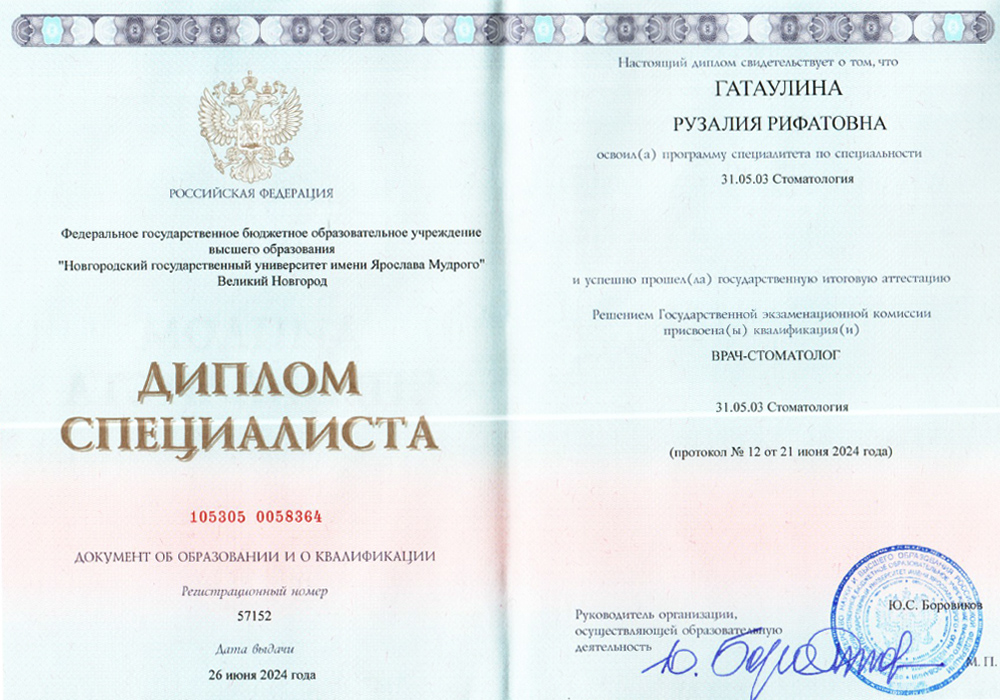 РОССИЙСКАЯ ФЕДЕРАЦИЯ
Федеральное государственное бюджетное образовательное учреждение
высшего образования
"Новгородский государственный университет имени Ярослава Мудрого"
Великий Новгород
ДИПЛОМ
СПЕЦИАЛИСТА
105305 0058364
ДОКУМЕНТ ОБ ОБРАЗОВАНИИ И О КВАЛИФИКАЦИИ
Регистрационный номер
57152
Дата выдачи
26 июня 2024 года
Настоящий диплом свидетельствует о том, что
ГАТАУЛИНА
РУЗАЛИЯ РИФАТОВНА
освоил(а) программу специалитета по специальности
31.05.03 Стоматология
и успешно прошел(ла) государственную итоговую аттестацию
Решением Государственной экзаменационной комиссии
присвоена(ы) квалификация(и)
ВРАЧ-СТОМАТОЛОГ
31.05.03 Стоматология
(протокол № 12 от 21 июня 2024 года)
Руководитель организации,
осуществляющей образовательную
деятельность
Ю.С. Боровиков
М. П.